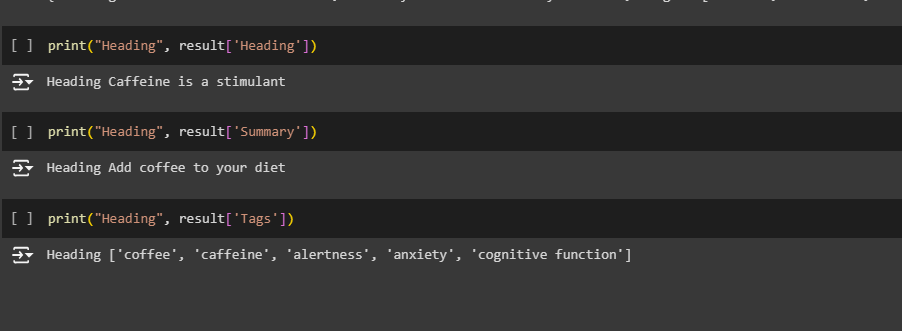 [ ] print("Heading", result['Heading'])
Heading Caffeine is a stimulant
[ ] print("Heading", result['Summary'])
Heading Add coffee to your diet
[ ] print("Heading", result['Tags'])
Heading ['coffee', 'caffeine', 'alertness', 'anxiety', 'cognitive function']